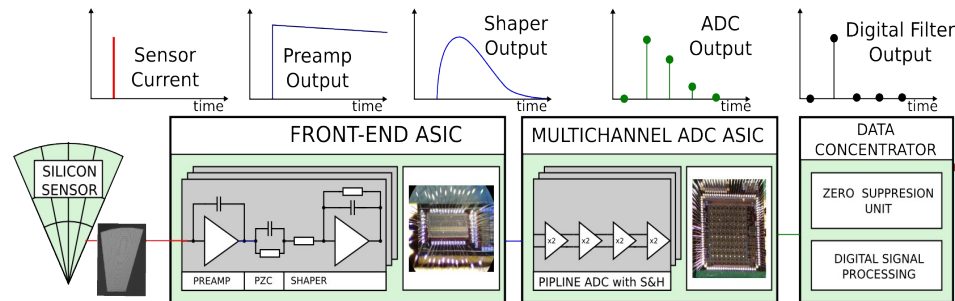 Sensor
Current
time
Preamp
Output
time
Shaper
Output
time
ADC
Output
time
Digital Filter
Output
time
SILICON
SENSOR
FRONT-END ASIC
PREAMP
PZC
SHAPER
MULTICHANNEL ADC ASIC
x2
x2
x2
x2
PIPLINE ADC with S&H
DATA
CONCENTRATOR
ZERO SUPPRESION
UNIT
DIGITAL SIGNAL
PROCESSING